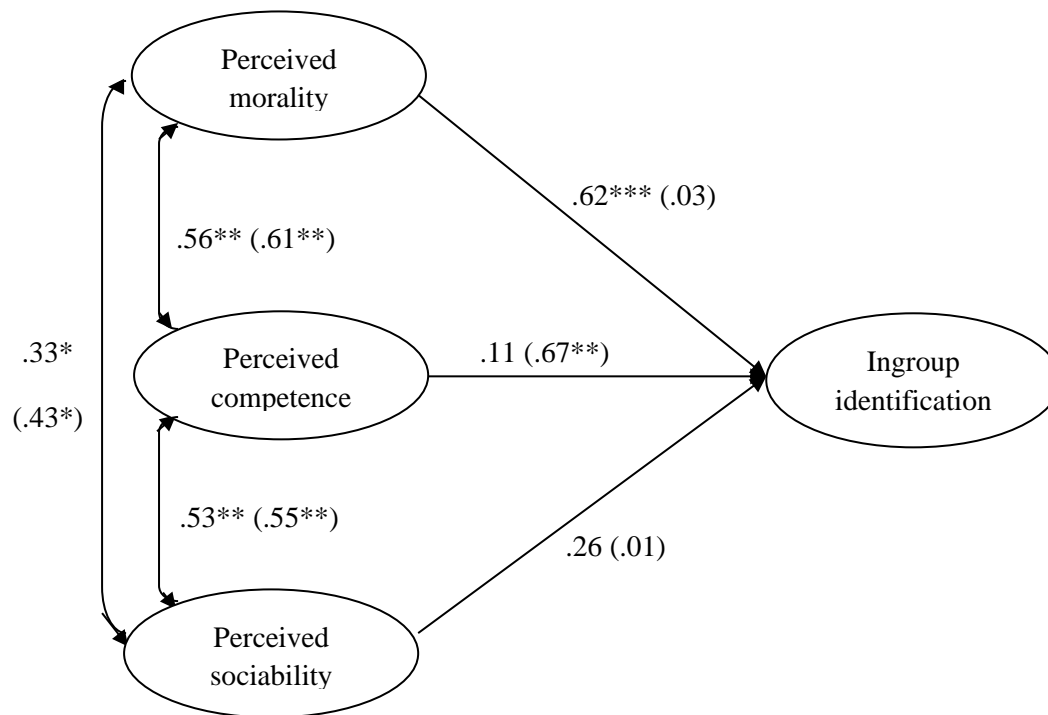 Perceived
morality
.62*** (.03)
.56** (.61**)
.33*
(.43*)
Perceived
competence
.11 (.67**)
Ingroup
identification
.53** (.55**)
.26 (.01)
Perceived
sociability